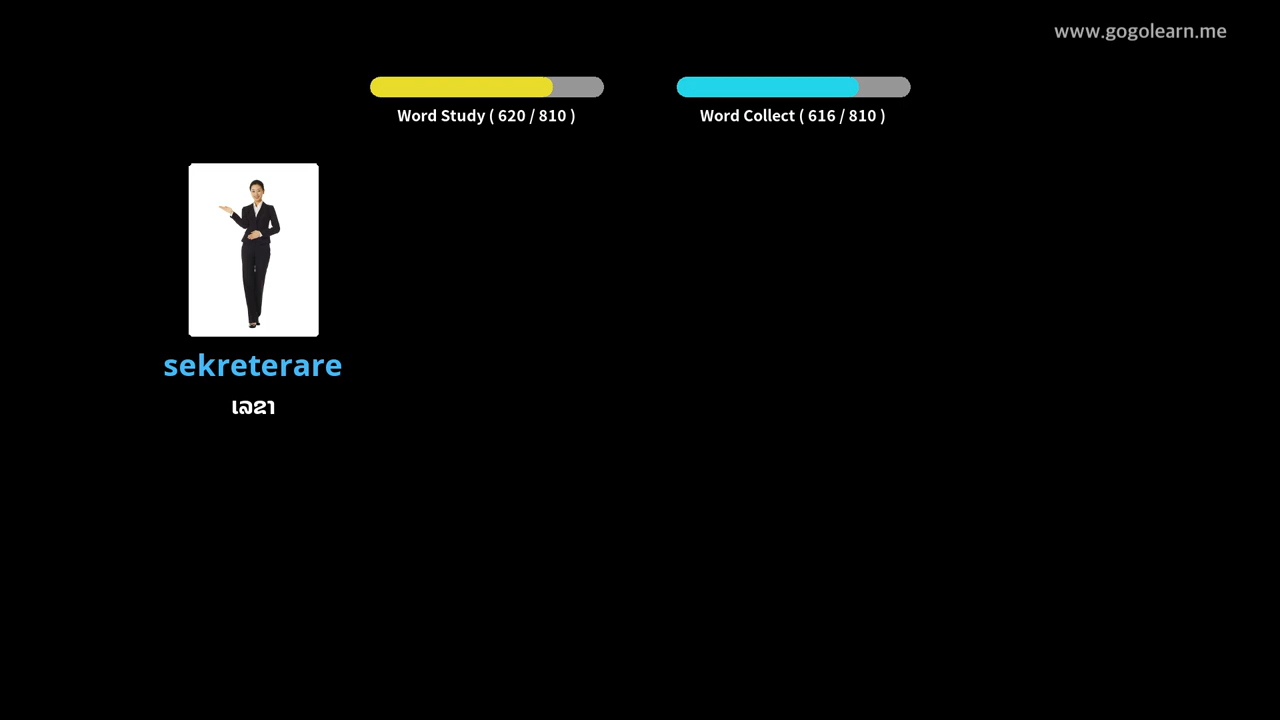 www.gogolearn.me
Word Study ( 620 / 810 )
Word Collect ( 616 / 810 )
sekreterare
ເລຂາ